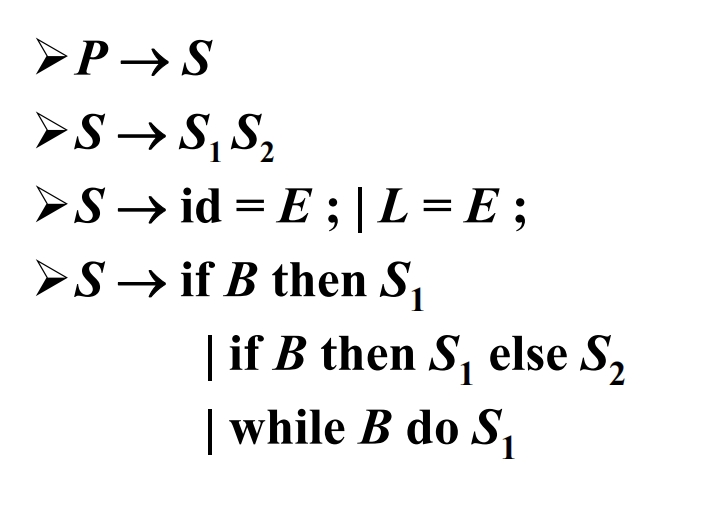 ➢P → S
➢S → S₁ S₂
➢S → id = E ; | L = E ;
➢S → if B then S₁
| if B then S₁ else S₂
| while B do S₁